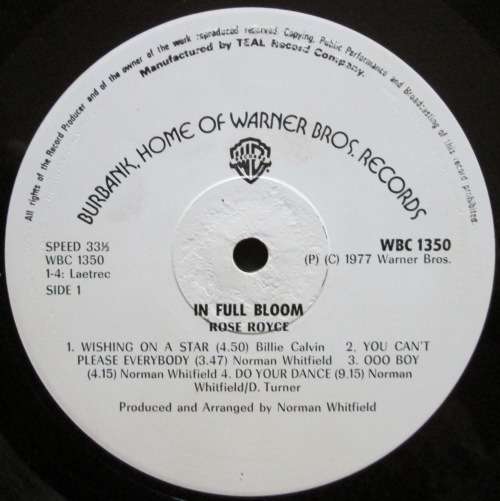 All rights of the Record Producer and of the owner of the work reproduced reserved. Copying, Public Performance and Broadcasting of this record prohibited.
Manufactured by TEAL Record Company.
BURBANK, HOME OF WARNER BROS. RECORDS
WB
RECORDS
SPEED 33⅓
WBC 1350
1-4: Laetrec
SIDE 1
WBC 1350
(P) (C) 1977 Warner Bros.
IN FULL BLOOM
ROSE ROYCE
1. WISHING ON A STAR (4.50) Billie Calvin 2. YOU CAN'T
PLEASE EVERYBODY (3.47) Norman Whitfield 3. OOO BOY
(4.15) Norman Whitfield 4. DO YOUR DANCE (9.15) Norman
Whitfield/D. Turner
Produced and Arranged by Norman Whitfield